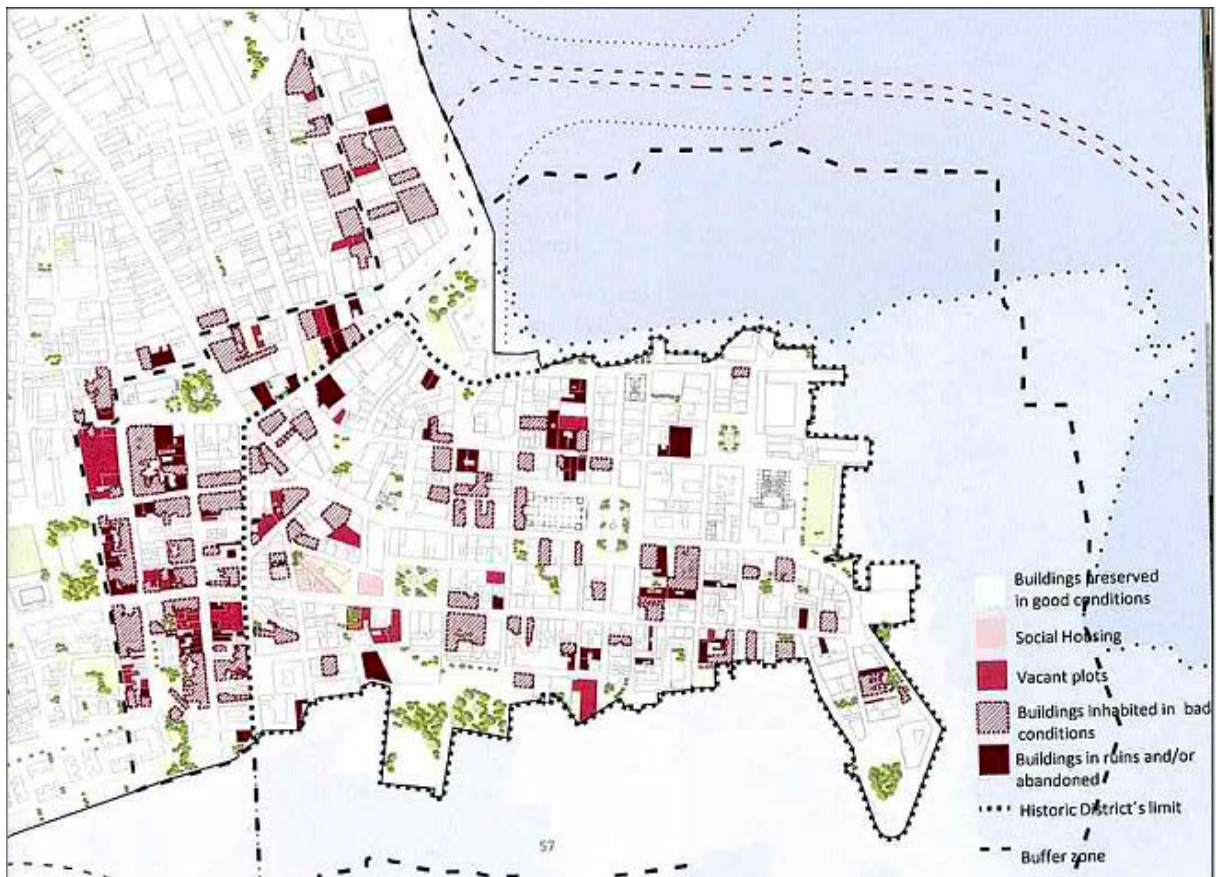 Buildings preserved
in good conditions
Social Housing
Vacant plots
Buildings Inhabited in bad
conditions
Buildings in ruins and/or
abandoned
Historic District's limit
Buffer zone
57